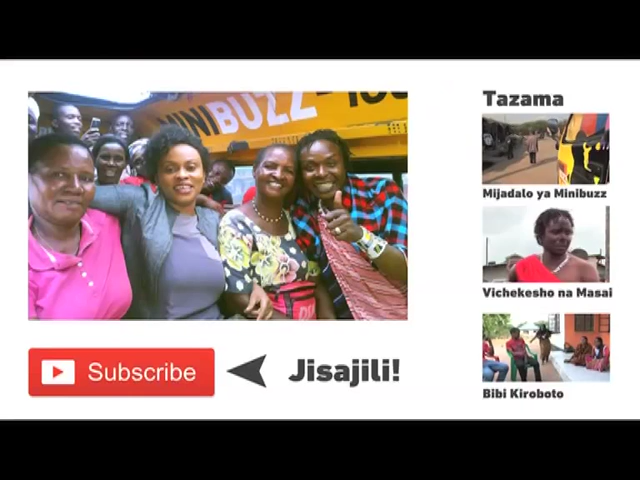 MINIBUZZ
Tazama
Mijadalo ya Minibuzz
Vichekesho na Masai
Subscribe
Jisajili!
Bibi Kiroboto